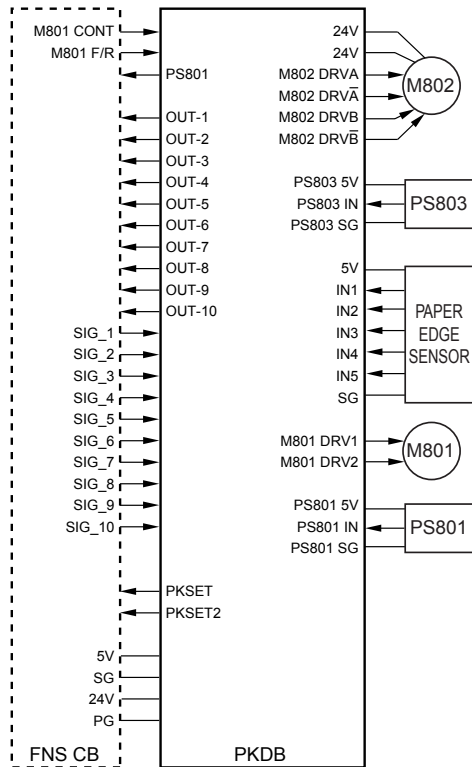 M801 CONT
M801 F/R
PS801
OUT-1
OUT-2
OUT-3
OUT-4
OUT-5
OUT-6
OUT-7
OUT-8
OUT-9
OUT-10
SIG_1
SIG_2
SIG_3
SIG_4
SIG_5
SIG_6
SIG_7
SIG_8
SIG_9
SIG_10
PKSET
PKSET2
5V
SG
24V
PG
FNS CB
PKDB
24V
24V
M802 DRVA
M802 DRVA̅
M802 DRVB
M802 DRVB̅
M802
PS803 5V
PS803 IN
PS803 SG
PS803
5V
IN1
IN2
IN3
IN4
IN5
SG
PAPER
EDGE
SENSOR
M801 DRV1
M801 DRV2
M801
PS801 5V
PS801 IN
PS801 SG
PS801